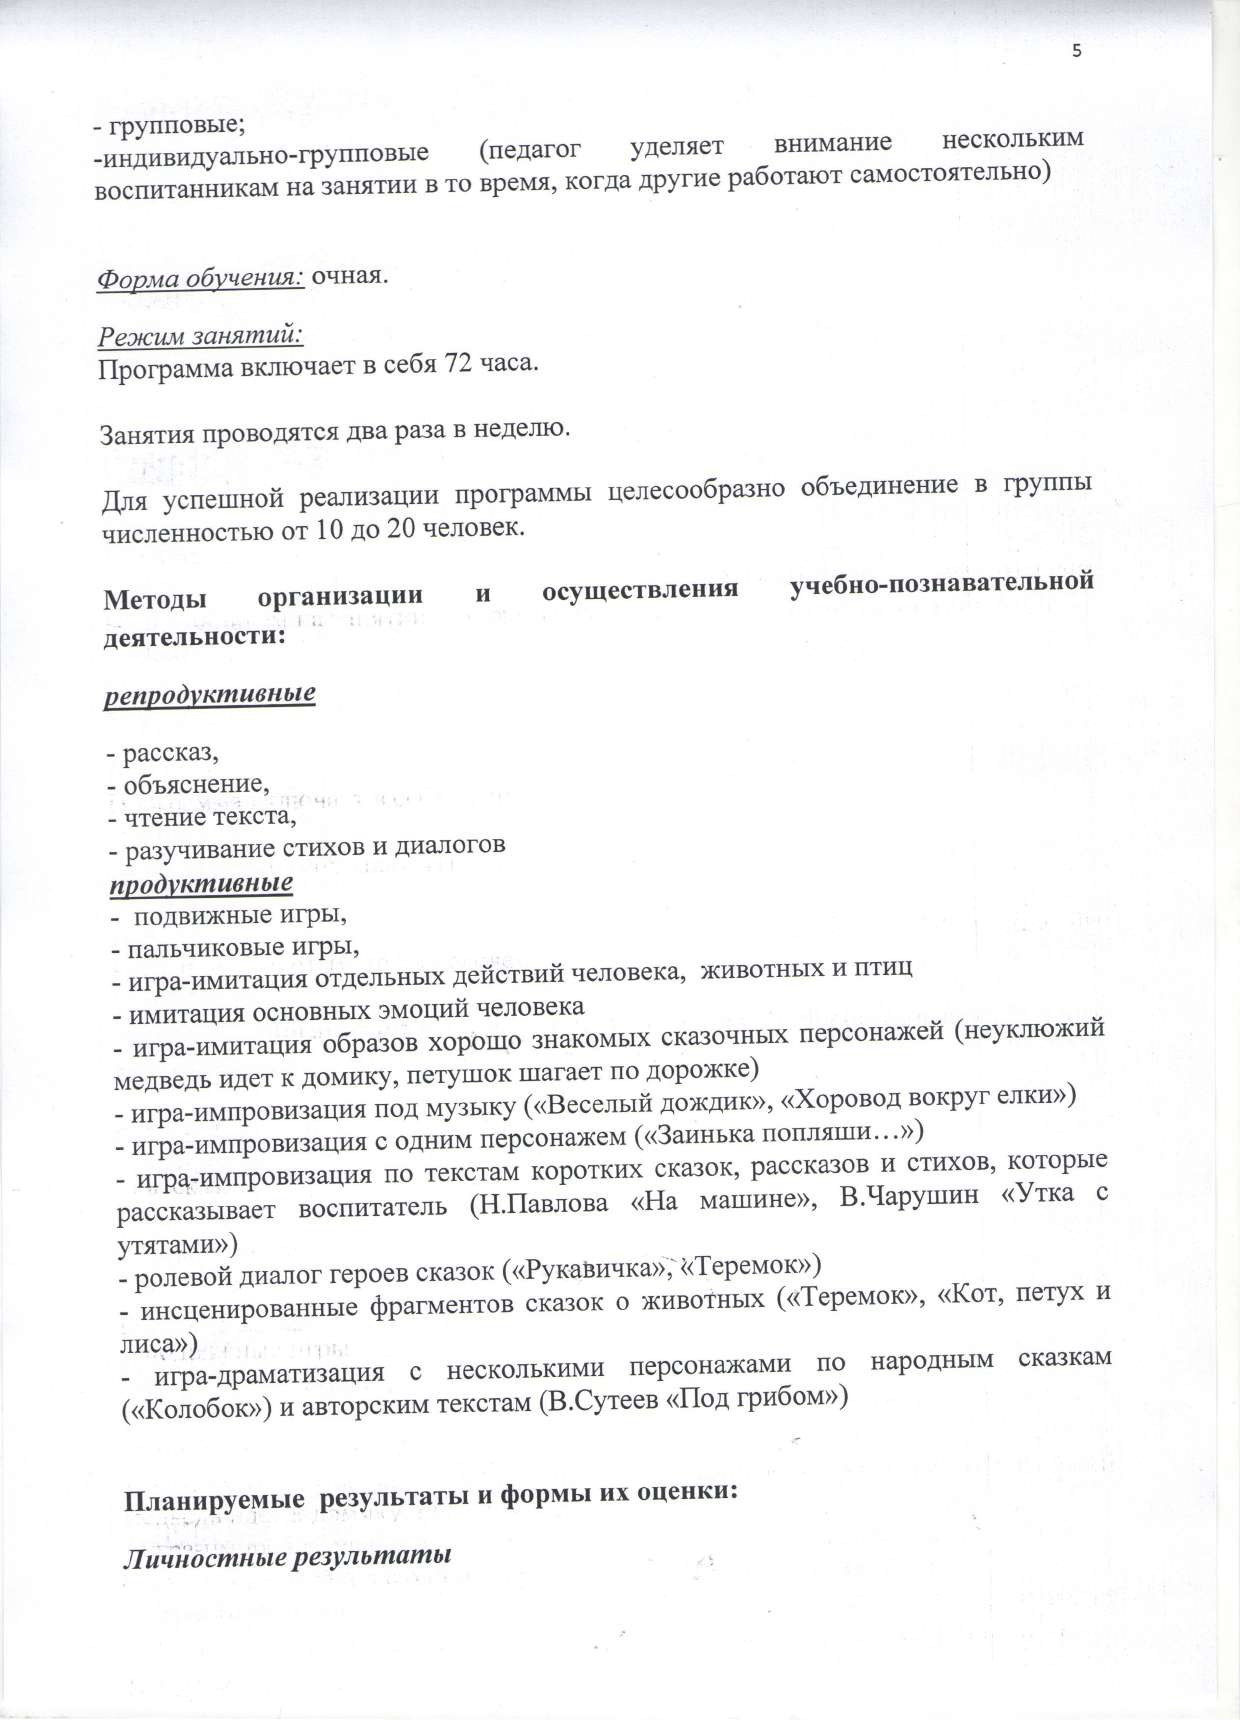 5
- групповые;
-индивидуально-групповые (педагог уделяет внимание нескольким
воспитанникам на занятии в то время, когда другие работают самостоятельно)
Форма обучения: очная.
Режим занятий:
Программа включает в себя 72 часа.
Занятия проводятся два раза в неделю.
Для успешной реализации программы целесообразно объединение в группы
численностью от 10 до 20 человек.
Методы организации и осуществления учебно-познавательной
деятельности:
репродуктивные
- рассказ,
- объяснение,
- чтение текста,
- разучивание стихов и диалогов
продуктивные
- подвижные игры,
- пальчиковые игры,
- игра-имитация отдельных действий человека, животных и птиц
- имитация основных эмоций человека
- игра-имитация образов хорошо знакомых сказочных персонажей (неуклюжий
медведь идет к домику, петушок шагает по дорожке)
- игра-импровизация под музыку («Веселый дождик», «Хоровод вокруг елки»)
- игра-импровизация с одним персонажем («Заинька попляши…»)
- игра-импровизация по текстам коротких сказок, рассказов и стихов, которые
рассказывает воспитатель (Н.Павлова «На машине», В.Чарушин «Утка с
утятами»)
- ролевой диалог героев сказок («Рукавичка», «Теремок»)
- инсценированные фрагментов сказок о животных («Теремок», «Кот, петух и
лиса»)
- игра-драматизация с несколькими персонажами по народным сказкам
(«Колобок») и авторским текстам (В.Сутеев «Под грибом»)
Планируемые результаты и формы их оценки:
Личностные результаты